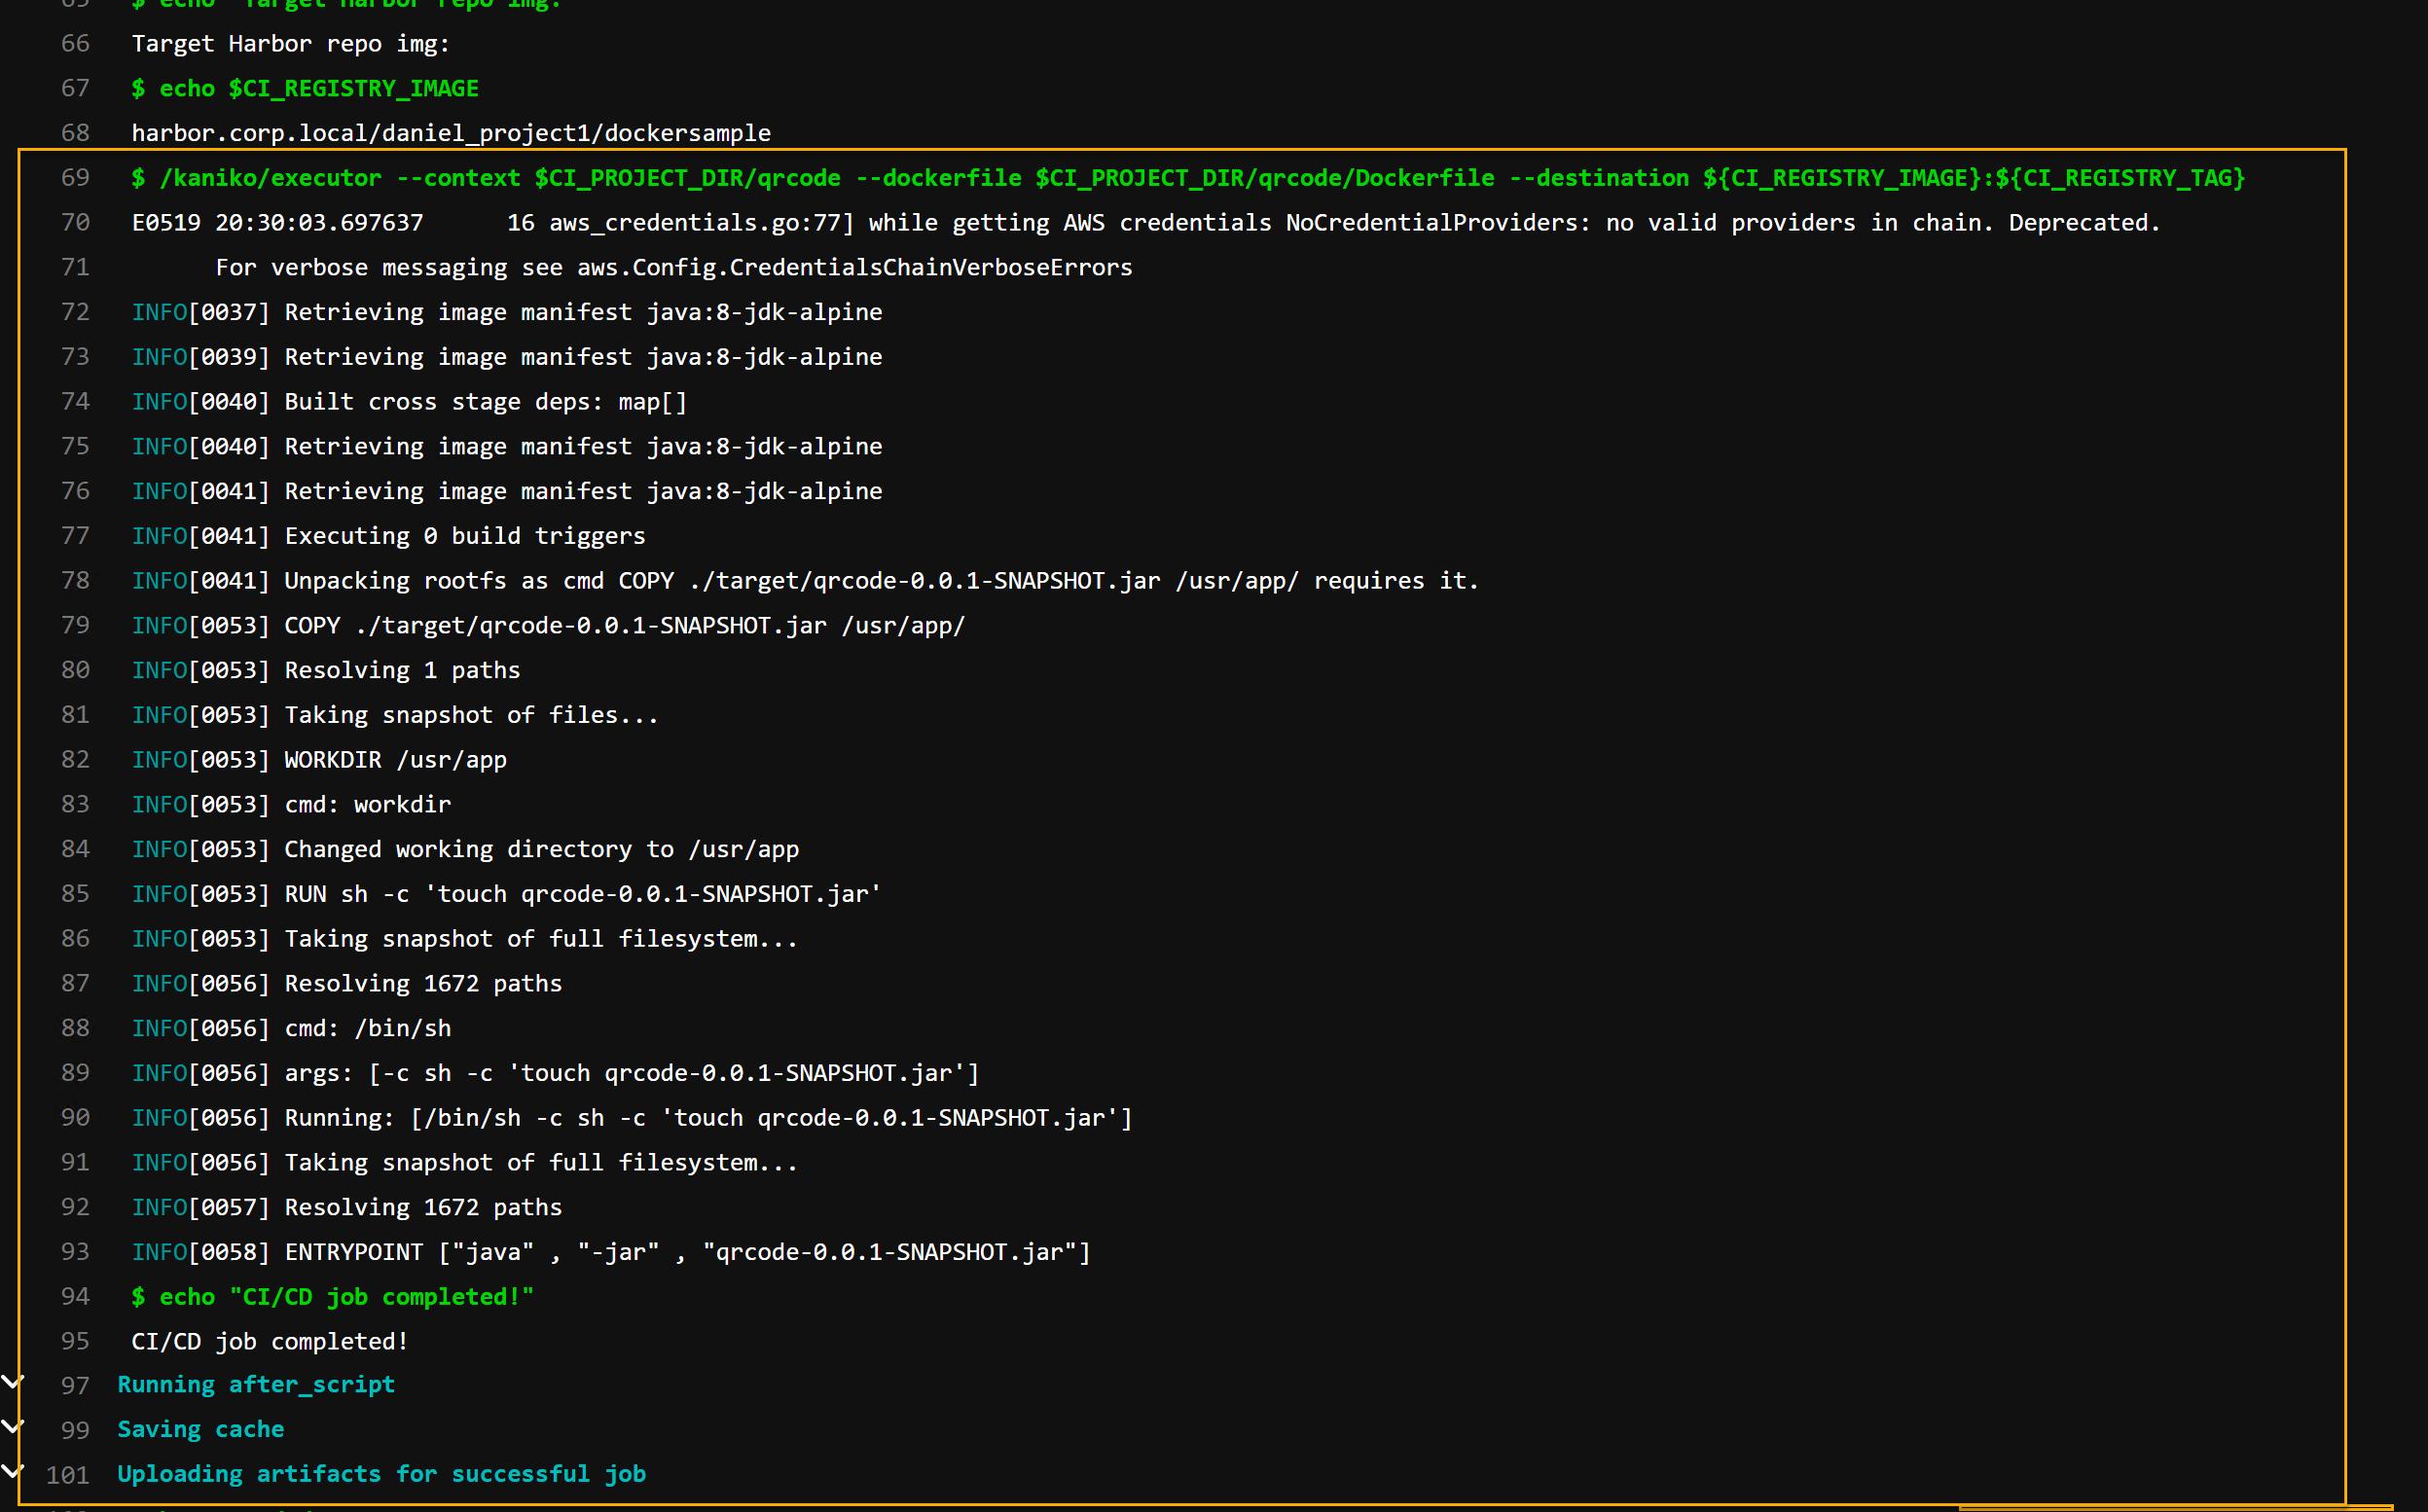 65 $ echo "Target Harbor repo img:
66 Target Harbor repo img:
67 $ echo $CI_REGISTRY_IMAGE
68 harbor.corp.local/daniel_project1/dockersample
69 $ /kaniko/executor --context $CI_PROJECT_DIR/qrcode --dockerfile $CI_PROJECT_DIR/qrcode/Dockerfile --destination ${CI_REGISTRY_IMAGE}:${CI_REGISTRY_TAG}
70 E0519 20:30:03.697637      16 aws_credentials.go:77] while getting AWS credentials NoCredentialProviders: no valid providers in chain. Deprecated.
71 For verbose messaging see aws.Config.CredentialsChainVerboseErrors
72 INFO[0037] Retrieving image manifest java:8-jdk-alpine
73 INFO[0039] Retrieving image manifest java:8-jdk-alpine
74 INFO[0040] Built cross stage deps: map[]
75 INFO[0040] Retrieving image manifest java:8-jdk-alpine
76 INFO[0041] Retrieving image manifest java:8-jdk-alpine
77 INFO[0041] Executing 0 build triggers
78 INFO[0041] Unpacking rootfs as cmd COPY ./target/qrcode-0.0.1-SNAPSHOT.jar /usr/app/ requires it.
79 INFO[0053] COPY ./target/qrcode-0.0.1-SNAPSHOT.jar /usr/app/
80 INFO[0053] Resolving 1 paths
81 INFO[0053] Taking snapshot of files...
82 INFO[0053] WORKDIR /usr/app
83 INFO[0053] cmd: workdir
84 INFO[0053] Changed working directory to /usr/app
85 INFO[0053] RUN sh -c 'touch qrcode-0.0.1-SNAPSHOT.jar'
86 INFO[0053] Taking snapshot of full filesystem...
87 INFO[0056] Resolving 1672 paths
88 INFO[0056] cmd: /bin/sh
89 INFO[0056] args: [-c sh -c 'touch qrcode-0.0.1-SNAPSHOT.jar']
90 INFO[0056] Running: [/bin/sh -c sh -c 'touch qrcode-0.0.1-SNAPSHOT.jar']
91 INFO[0056] Taking snapshot of full filesystem...
92 INFO[0057] Resolving 1672 paths
93 INFO[0058] ENTRYPOINT ["java" , "-jar" , "qrcode-0.0.1-SNAPSHOT.jar"]
94 $ echo "CI/CD job completed!"
95 CI/CD job completed!
97 Running after_script
99 Saving cache
101 Uploading artifacts for successful job